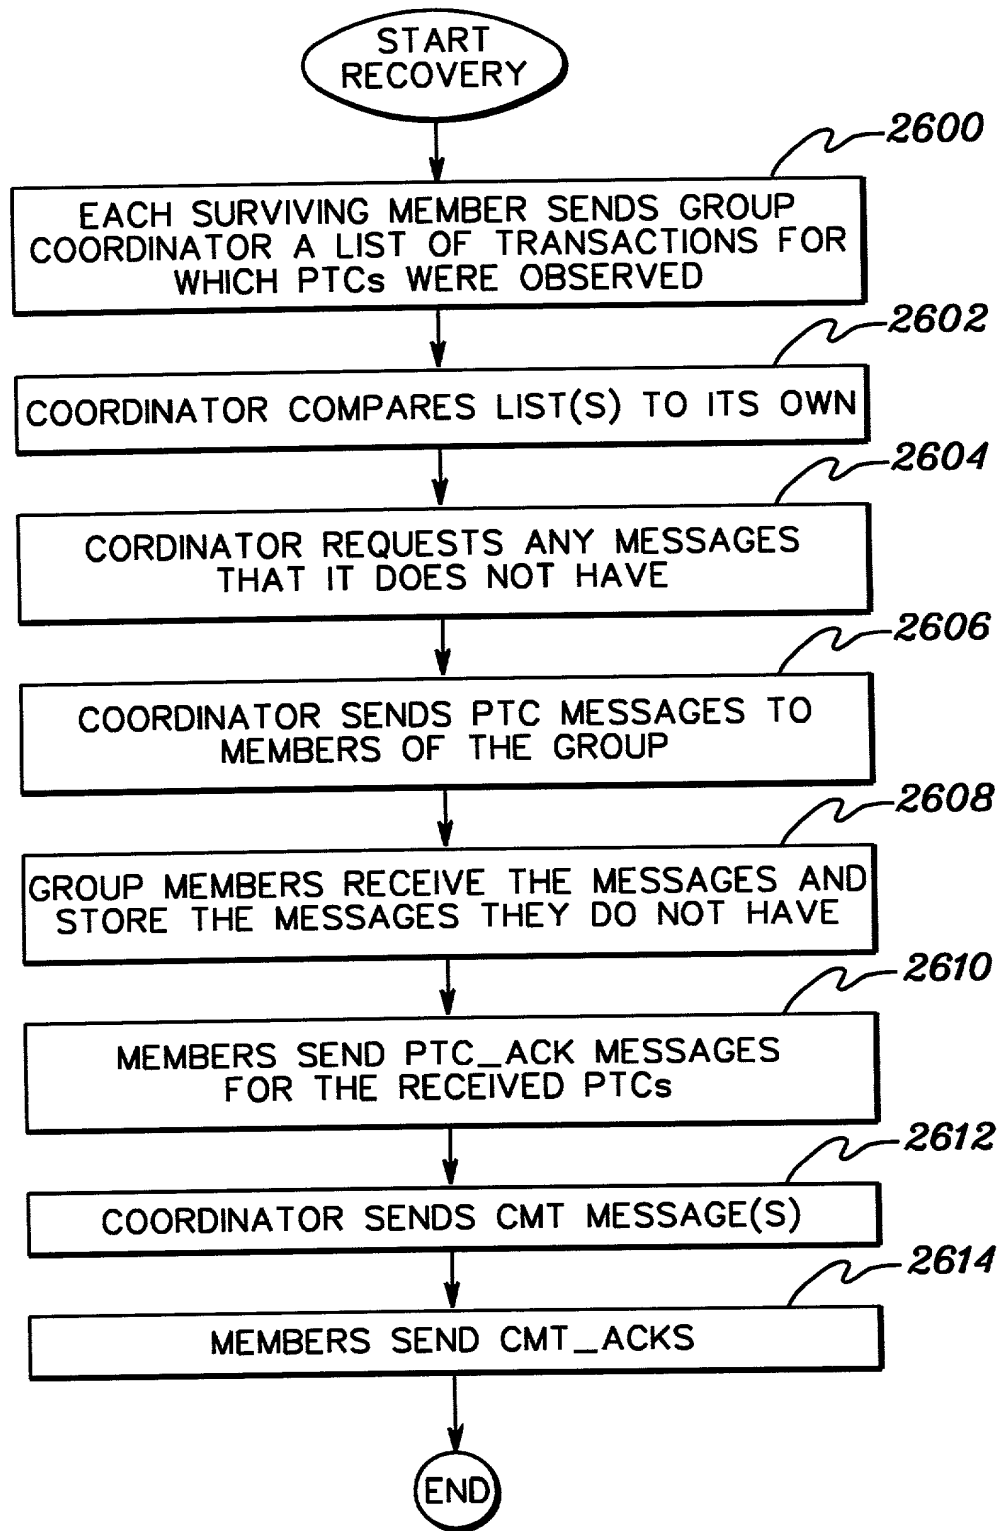 START
RECOVERY
2600
EACH SURVIVING MEMBER SENDS GROUP
COORDINATOR A LIST OF TRANSACTIONS FOR
WHICH PTCs WERE OBSERVED
2602
COORDINATOR COMPARES LIST(S) TO ITS OWN
2604
CORDINATOR REQUESTS ANY MESSAGES
THAT IT DOES NOT HAVE
2606
COORDINATOR SENDS PTC MESSAGES TO
MEMBERS OF THE GROUP
2608
GROUP MEMBERS RECEIVE THE MESSAGES AND
STORE THE MESSAGES THEY DO NOT HAVE
2610
MEMBERS SEND PTC_ACK MESSAGES
FOR THE RECEIVED PTCs
2612
COORDINATOR SENDS CMT MESSAGE(S)
2614
MEMBERS SEND CMT_ACKS
END